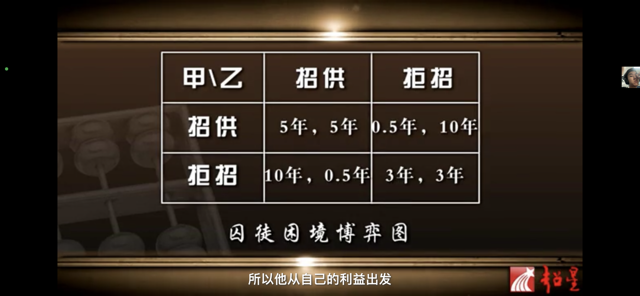 甲\乙 招供 拒招
招供 5年，5年 0.5年，10年
拒招 10年，0.5年 3年，3年
囚徒困境博弈图
所以他从自己的利益出发
超星